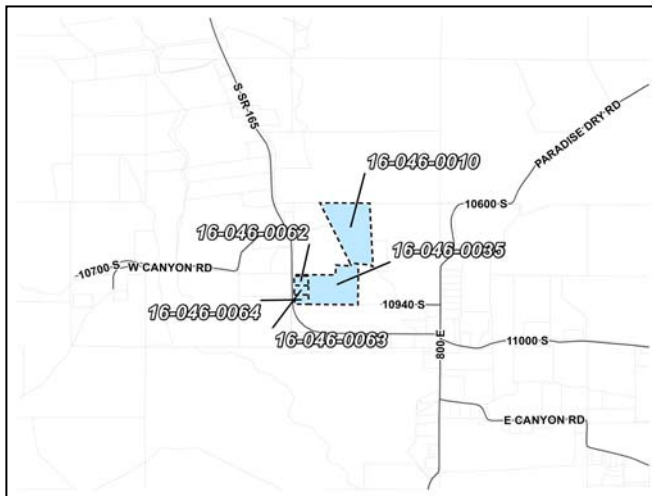 S SR-165
PARADISE DRY RD
16-046-0010
10600 S
16-046-0062
16-046-0035
10700 S
W CANYON RD
16-046-0064
10940 S
16-046-0063
800 E
11000 S
E CANYON RD